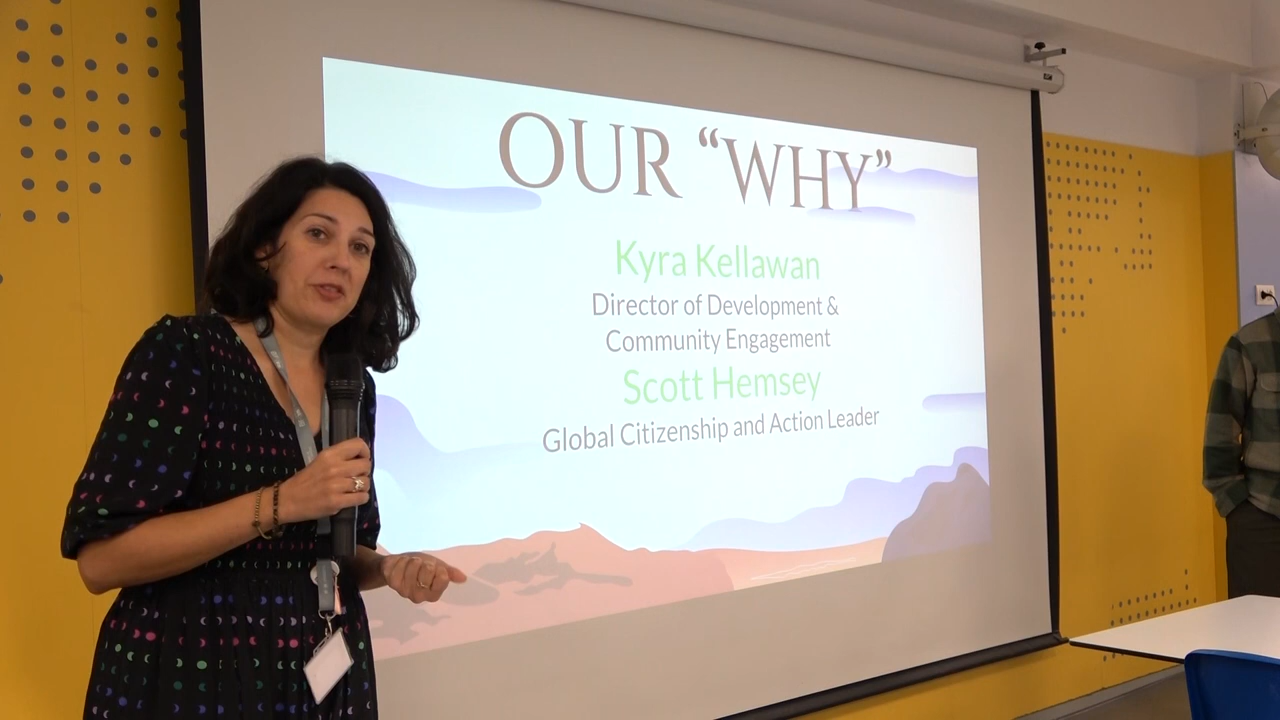 OUR “WHY”
Kyra Kellawan
Director of Development &
Community Engagement
Scott Hemsey
Global Citizenship and Action Leader